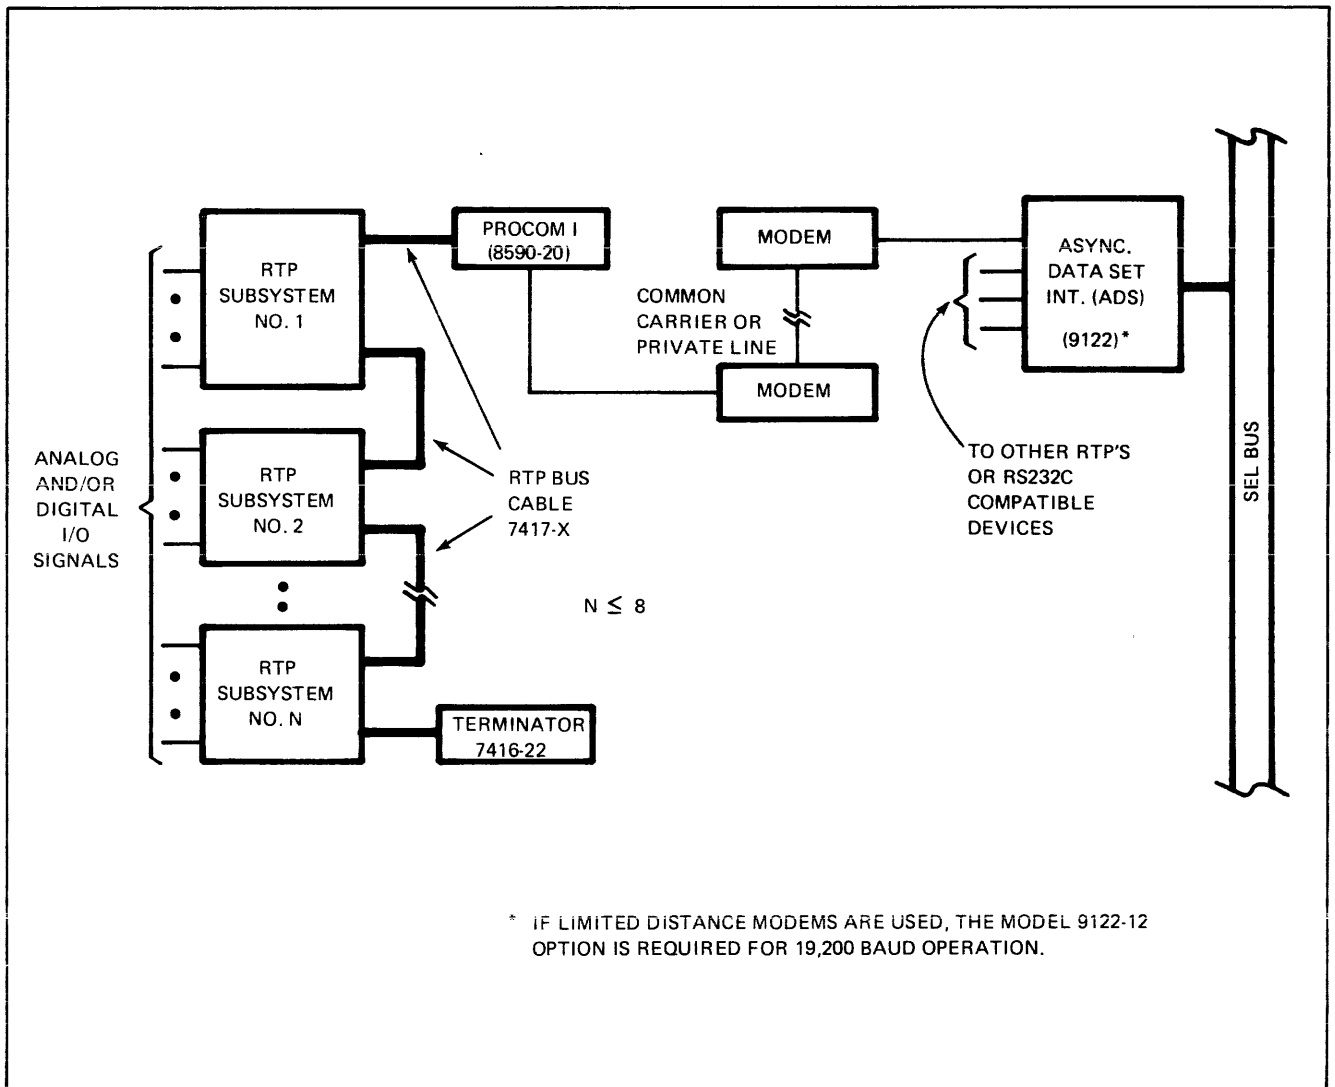 RTP
SUBSYSTEM
NO. 1
PROCOM I
(8590-20)
MODEM
ASYNC.
DATA SET
INT. (ADS)
(9122)*
COMMON
CARRIER OR
PRIVATE LINE
MODEM
ANALOG
AND/OR
DIGITAL
I/O
SIGNALS
RTP
SUBSYSTEM
NO. 2
RTP BUS
CABLE
7417-X
TO OTHER RTP'S
OR RS232C
COMPATIBLE
DEVICES
SEL BUS
N ≤ 8
RTP
SUBSYSTEM
NO. N
TERMINATOR
7416-22
* IF LIMITED DISTANCE MODEMS ARE USED, THE MODEL 9122-12
OPTION IS REQUIRED FOR 19,200 BAUD OPERATION.